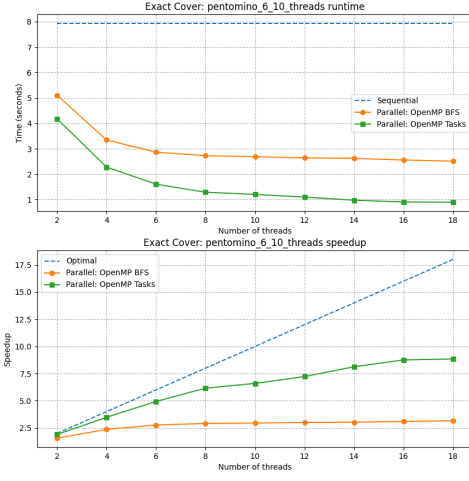 Exact Cover: pentomino_6_10_threads runtime
8
7
6
5
4
3
2
1
Time (seconds)
Sequential
Parallel: OpenMP BFS
Parallel: OpenMP Tasks
2 4 6 8 10 12 14 16 18
Number of threads
Exact Cover: pentomino_6_10_threads speedup
17.5
15.0
12.5
10.0
7.5
5.0
2.5
Speedup
Optimal
Parallel: OpenMP BFS
Parallel: OpenMP Tasks
2 4 6 8 10 12 14 16 18
Number of threads